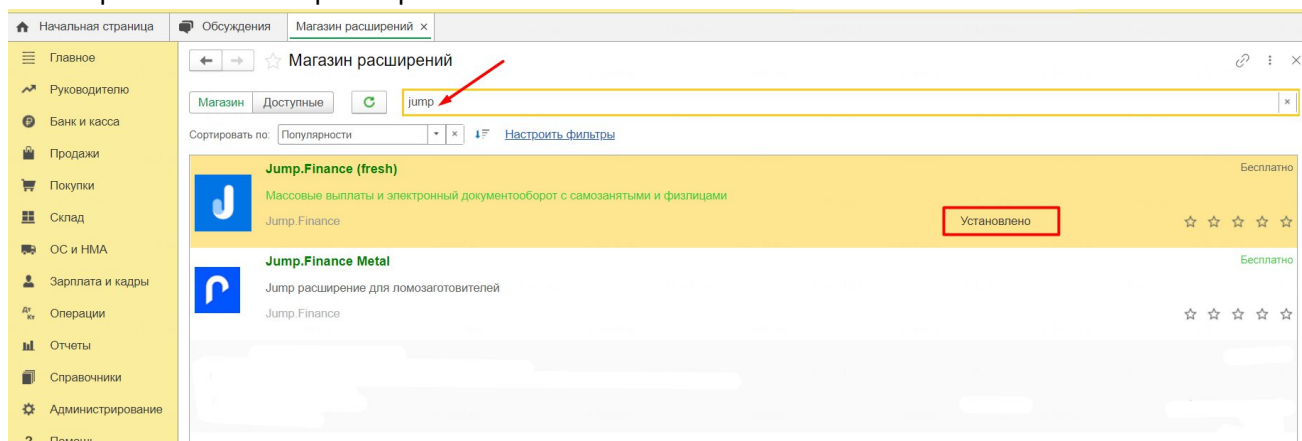 Начальная страница
Обсуждения
Магазин расширений ×
Главное
Руководителю
Банк и касса
Продажи
Покупки
Склад
ОС и НМА
Зарплата и кадры
Операции
Отчеты
Справочники
Администрирование
Помощь
Магазин расширений
Магазин
Доступные
jump
Сортировать по: Популярности
Настроить фильтры
Jump.Finance (fresh)
Бесплатно
Массовые выплаты и электронный документооборот с самозанятыми и физлицами
Jump.Finance
Установлено
Jump.Finance Metal
Бесплатно
Jump расширение для ломозаготовителей
Jump.Finance